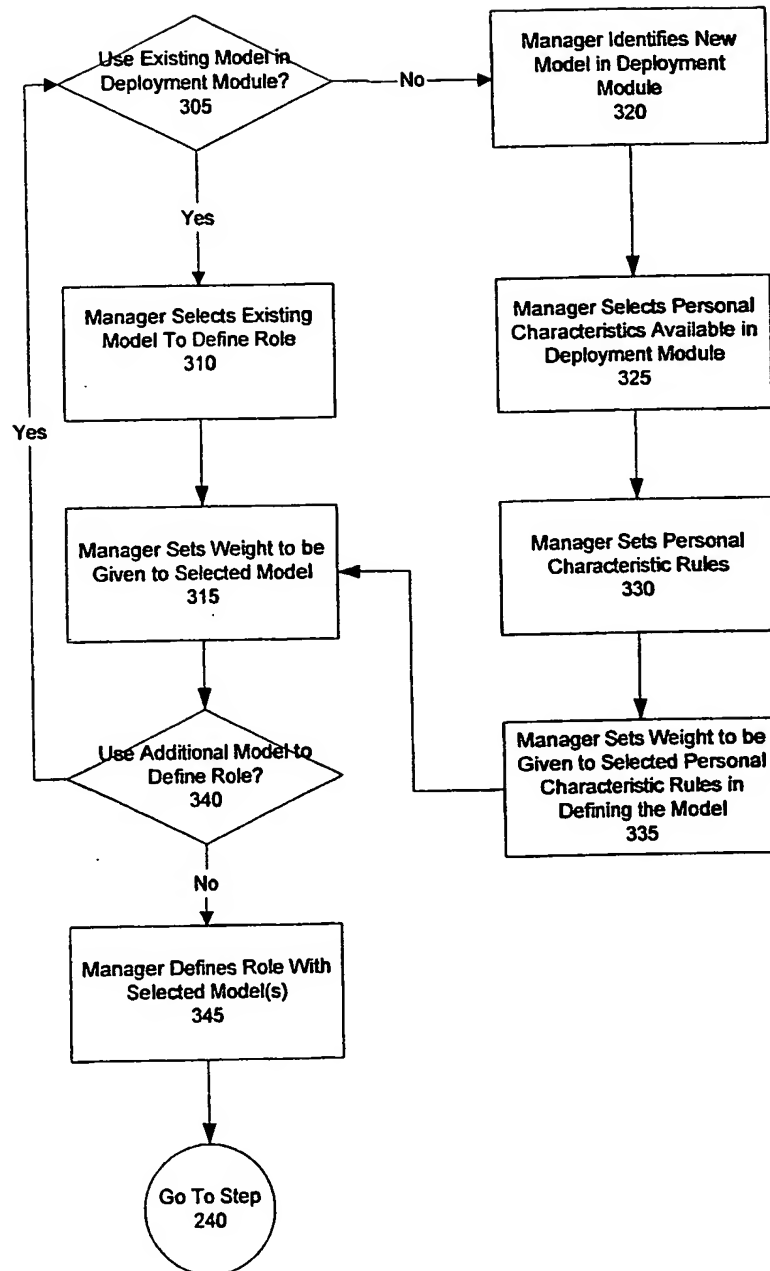 Use Existing Model in
Deployment Module?
305
No
Manager Identifies New
Model in Deployment
Module
320
Yes
Manager Selects Existing
Model To Define Role
310
Manager Selects Personal
Characteristics Available in
Deployment Module
325
Yes
Manager Sets Weight to be
Given to Selected Model
315
Manager Sets Personal
Characteristic Rules
330
Use Additional Model to
Define Role?
340
Manager Sets Weight to be
Given to Selected Personal
Characteristic Rules in
Defining the Model
335
No
Manager Defines Role With
Selected Model(s)
345
Go To Step
240